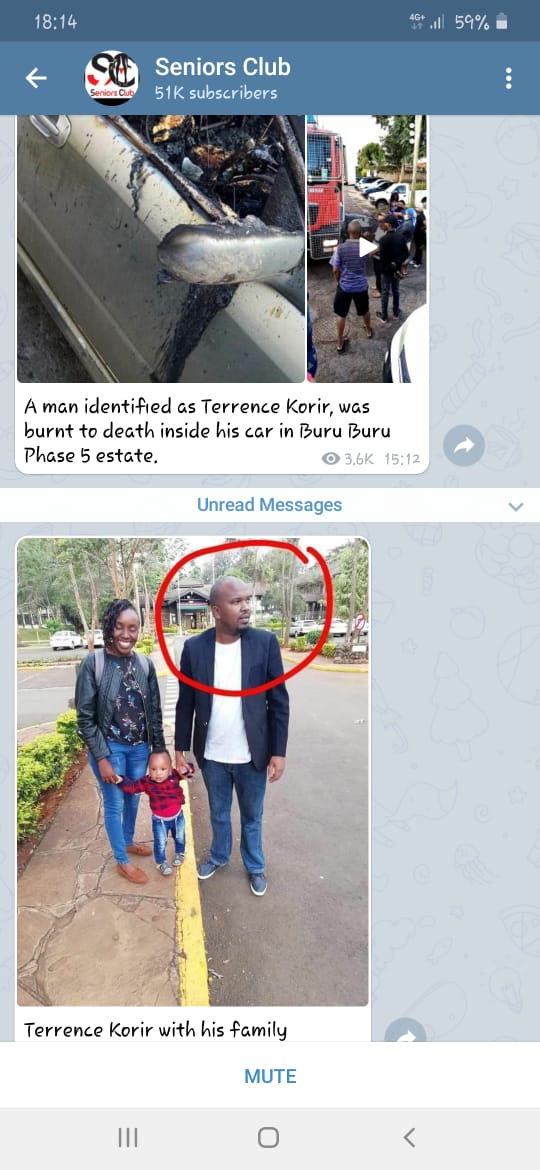 18:14
4G+ 59%
Seniors Club
SC
Seniors Club
51K subscribers
A man identified as Terrence Korir, was
burnt to death inside his car in Buru Buru
Phase 5 estate.
3.6K 15:12
Unread Messages
Terrence Korir with his family
MUTE